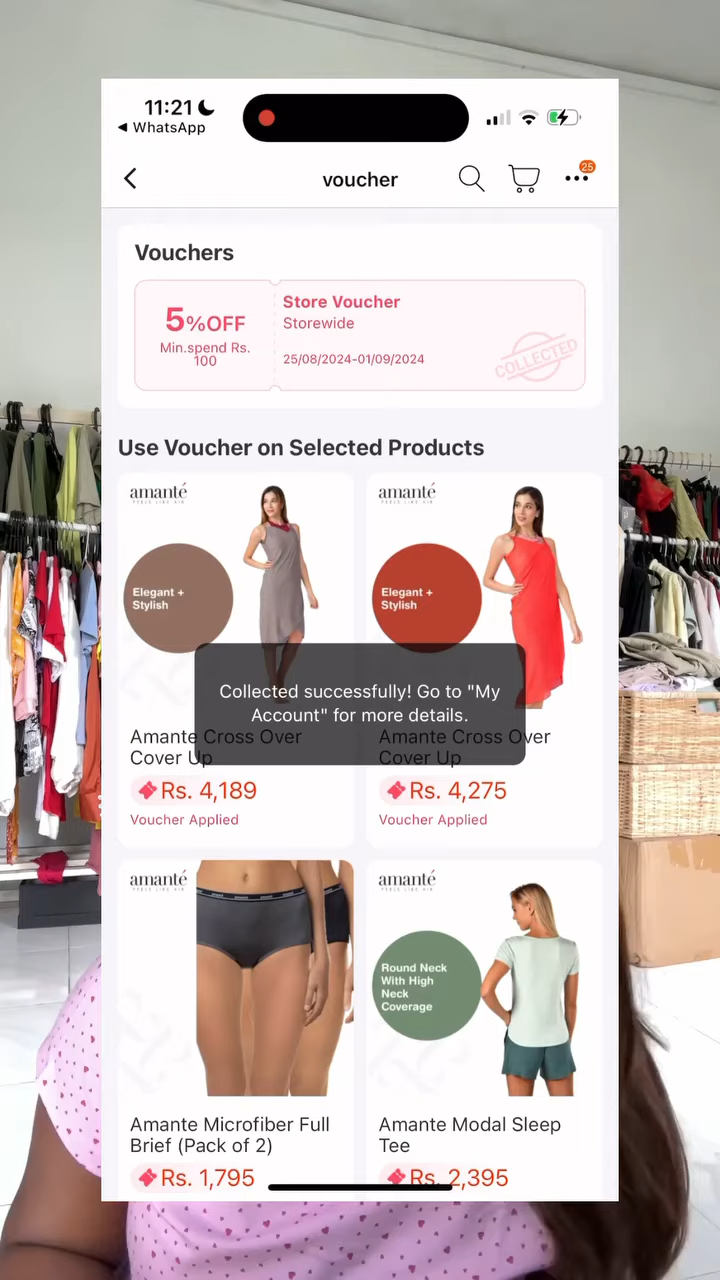 11:21
◀ WhatsApp
voucher
25
Vouchers
5%OFF
Min.spend Rs.
100
Store Voucher
Storewide
25/08/2024-01/09/2024
COLLECTED
Use Voucher on Selected Products
amanté
Elegant +
Stylish
amanté
Elegant +
Stylish
Collected successfully! Go to "My
Account" for more details.
Amante Cross Over
Cover Up
Rs. 4,189
Voucher Applied
Amante Cross Over
Cover Up
Rs. 4,275
Voucher Applied
amanté
amanté
Round Neck
With High
Neck
Coverage
Amante Microfiber Full
Brief (Pack of 2)
Rs. 1,795
Amante Modal Sleep
Tee
Rs. 2,395